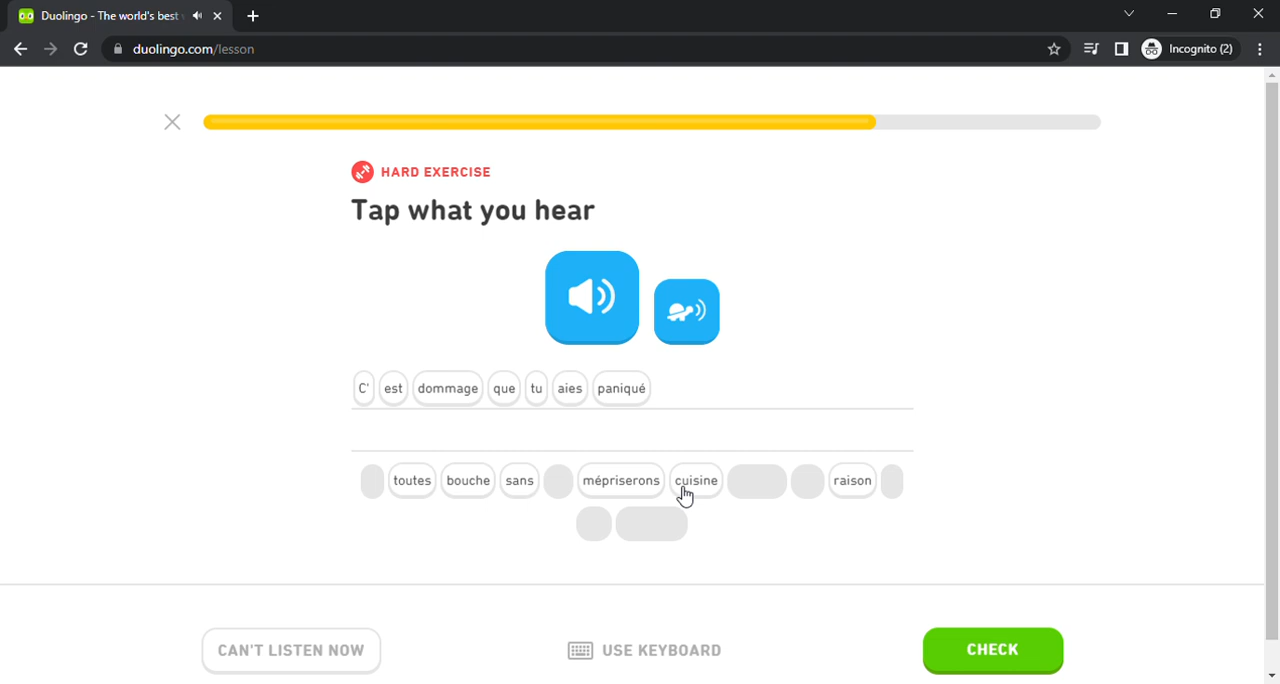 Duolingo - The world's best
duolingo.com/lesson
Incognito (2)
HARD EXERCISE
Tap what you hear
C' est dommage que tu aies paniqué
toutes bouche sans mépriserons cuisine raison
CAN'T LISTEN NOW
USE KEYBOARD
CHECK